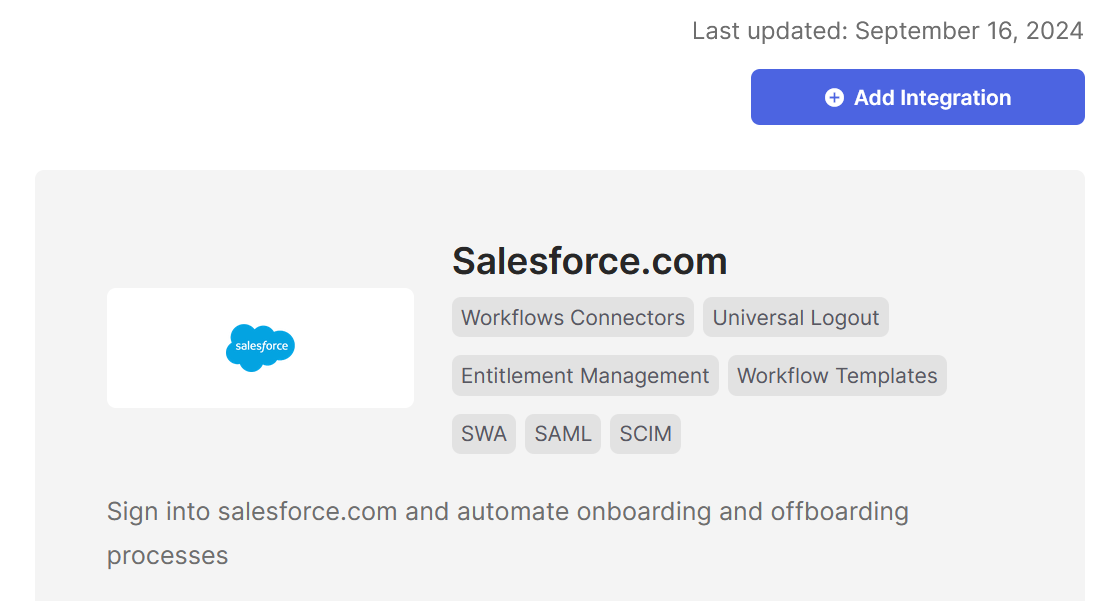 Last updated: September 16, 2024
Add Integration
Salesforce.com
salesforce
Workflows Connectors Universal Logout
Entitlement Management Workflow Templates
SWA SAML SCIM
Sign into salesforce.com and automate onboarding and offboarding
processes